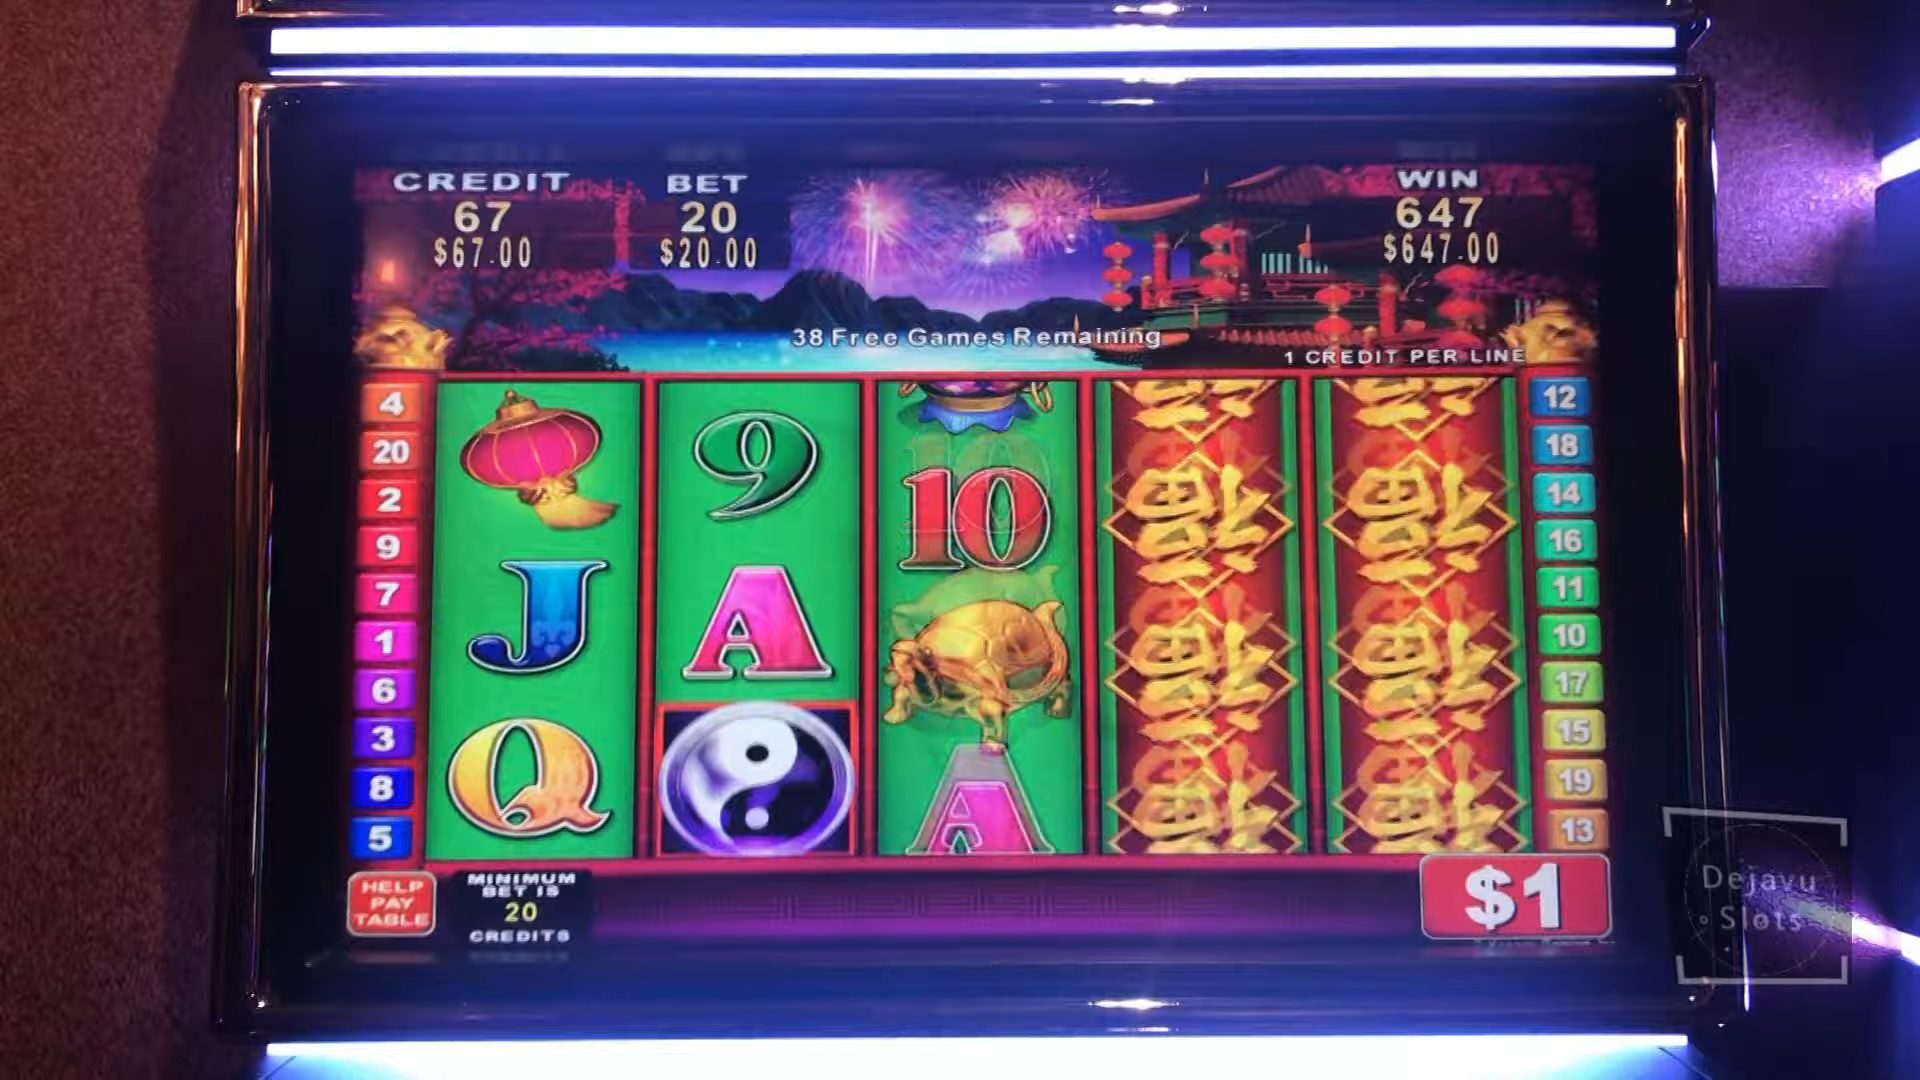 CREDIT
67
$67.00
BET
20
$20.00
WIN
647
$647.00
38 Free Games Remaining
1 CREDIT PER LINE
4
20
2
9
7
1
6
3
8
5
9
10
J
A
Q
A
12
18
14
16
11
10
17
15
19
13
HELP
PAY
TABLE
MINIMUM
BET IS
20
CREDITS
$1
Dejavu
Slots